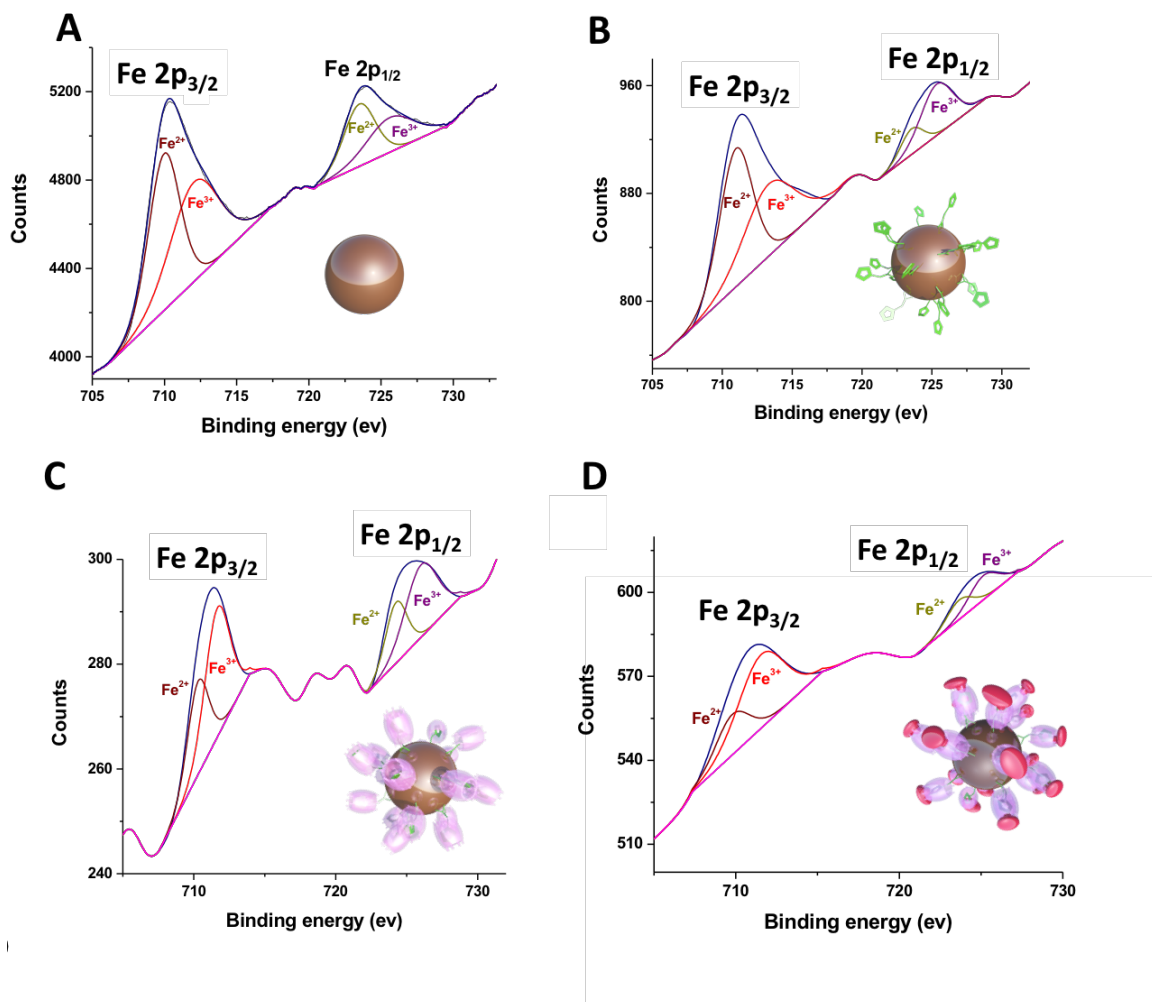 A
Fe 2p3/2
Fe 2p1/2
Fe2+
Fe3+
Fe2+
Fe3+
Counts
5200
4800
4400
4000
705 710 715 720 725 730
Binding energy (ev)
B
Fe 2p3/2
Fe 2p1/2
Fe2+
Fe3+
Fe2+
Fe3+
Counts
960
880
800
705 710 715 720 725 730
Binding energy (ev)
C
Fe 2p3/2
Fe 2p1/2
Fe2+
Fe3+
Fe2+
Fe3+
Counts
300
280
260
240
710 720 730
Binding energy (ev)
D
Fe 2p3/2
Fe 2p1/2
Fe2+
Fe3+
Fe2+
Fe3+
Counts
600
570
540
510
710 720 730
Binding energy (ev)